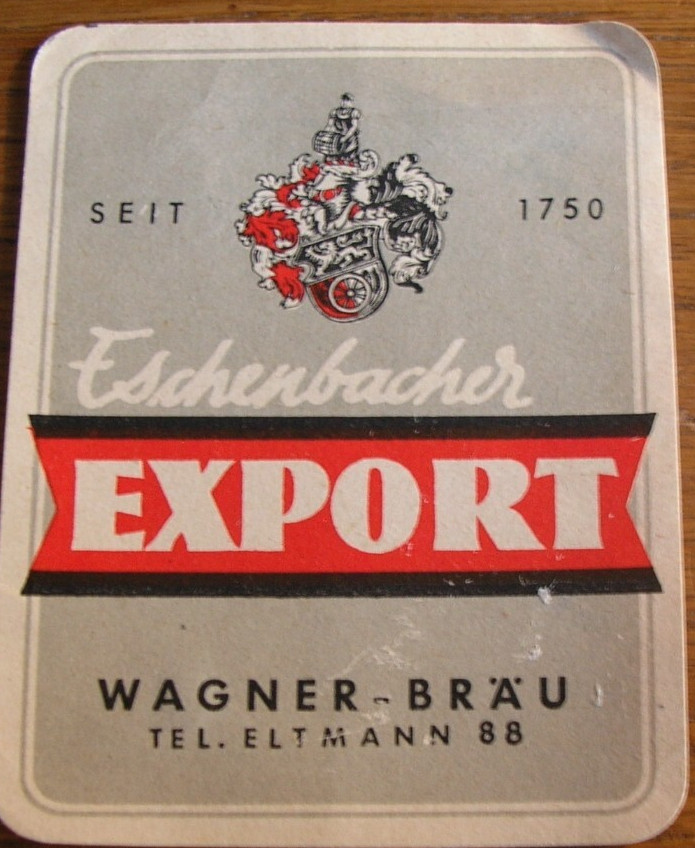 SEIT 1750
Eschenbacher
EXPORT
WAGNER-BRÄU
TEL. ELTMANN 88